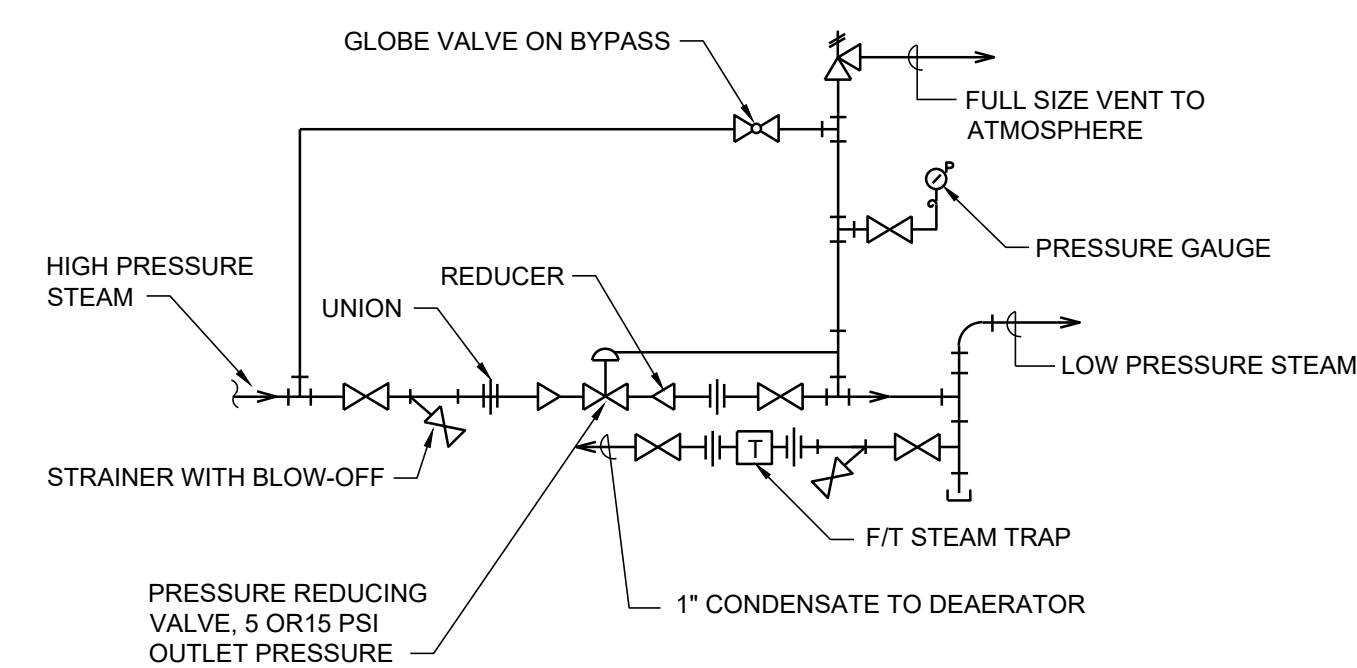 GLOBE VALVE ON BYPASS
FULL SIZE VENT TO
ATMOSPHERE
P
PRESSURE GAUGE
HIGH PRESSURE
STEAM
REDUCER
UNION
LOW PRESSURE STEAM
STRAINER WITH BLOW-OFF
T
F/T STEAM TRAP
PRESSURE REDUCING
VALVE, 5 OR15 PSI
OUTLET PRESSURE
1" CONDENSATE TO DEAERATOR